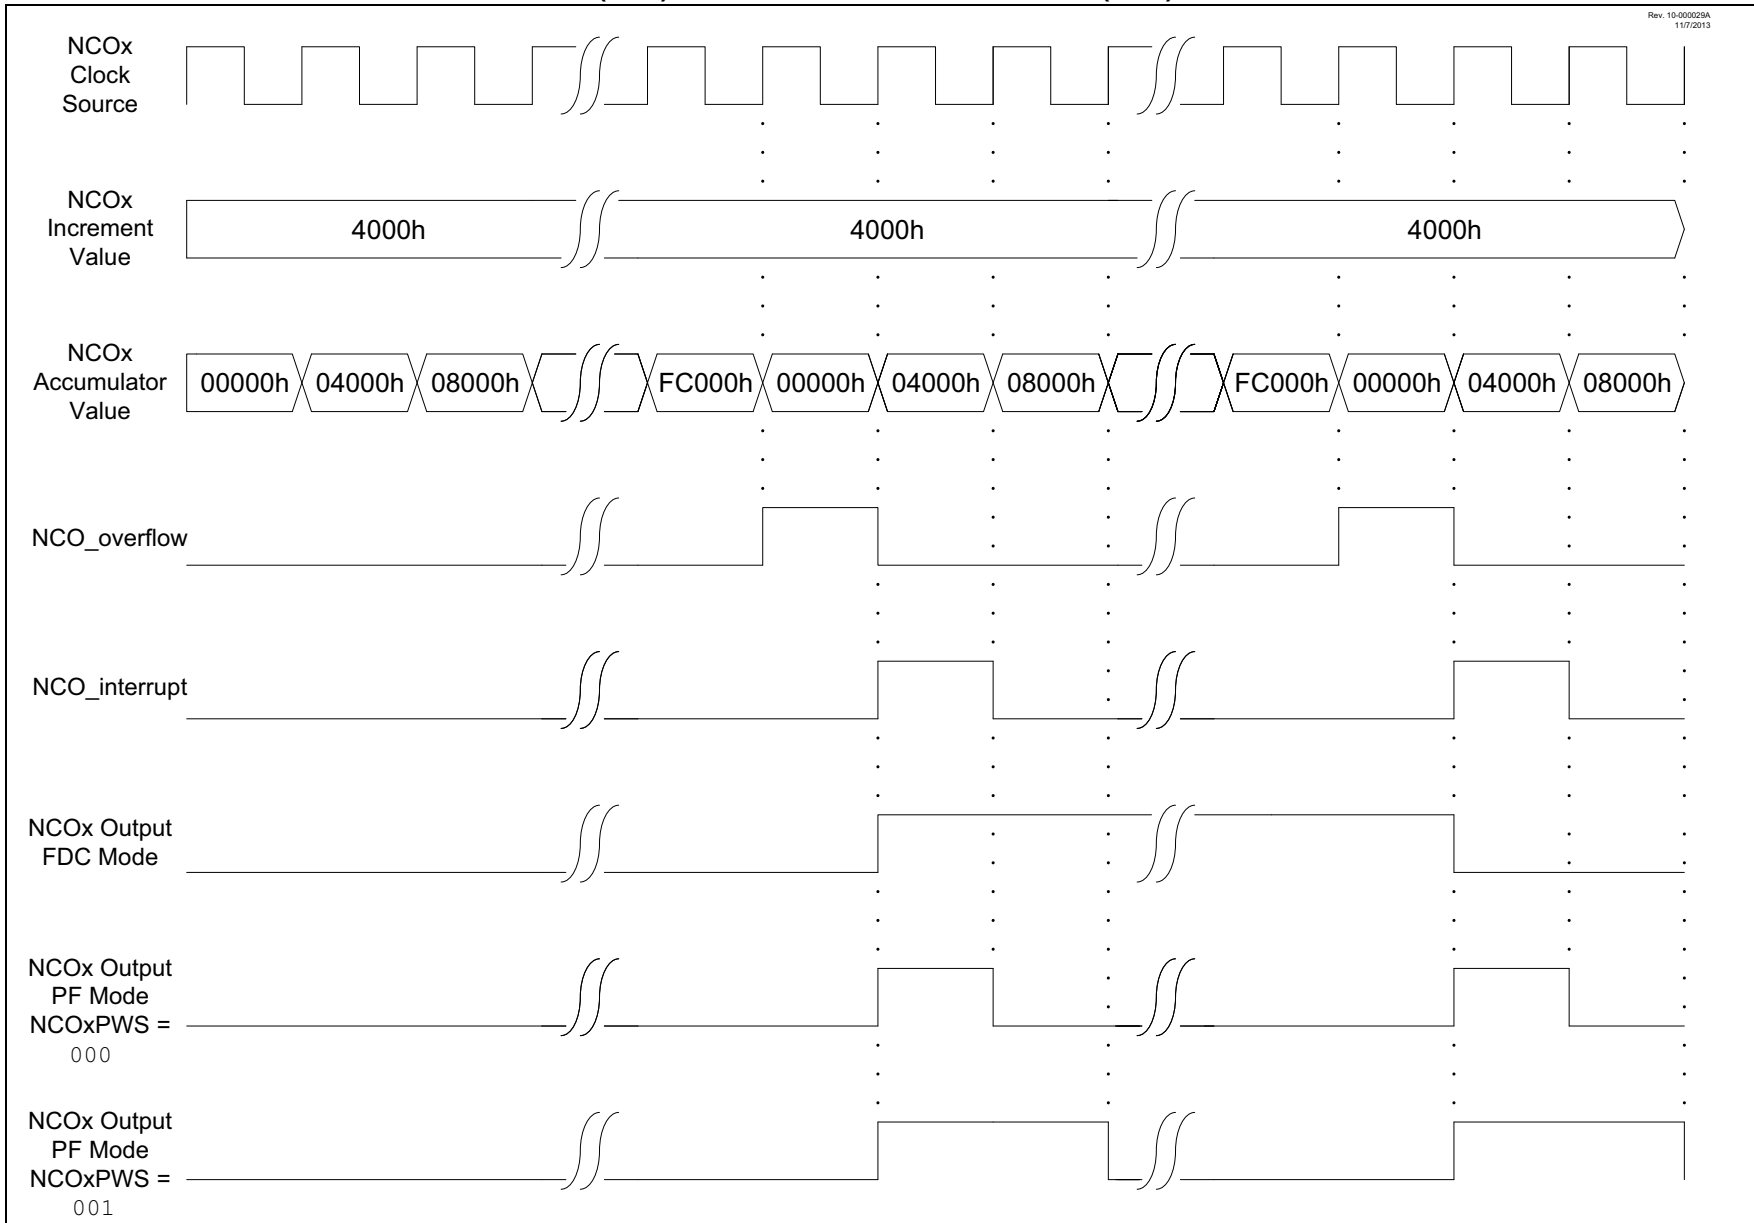 Rev. 10-000029A
11/7/2013
NCOx
Clock
Source
NCOx
Increment
Value
4000h
4000h
4000h
NCOx
Accumulator
Value
00000h 04000h 08000h FC000h 00000h 04000h 08000h FC000h 00000h 04000h 08000h
NCO_overflow
NCO_interrupt
NCOx Output
FDC Mode
NCOx Output
PF Mode
NCOxPWS =
000
NCOx Output
PF Mode
NCOxPWS =
001